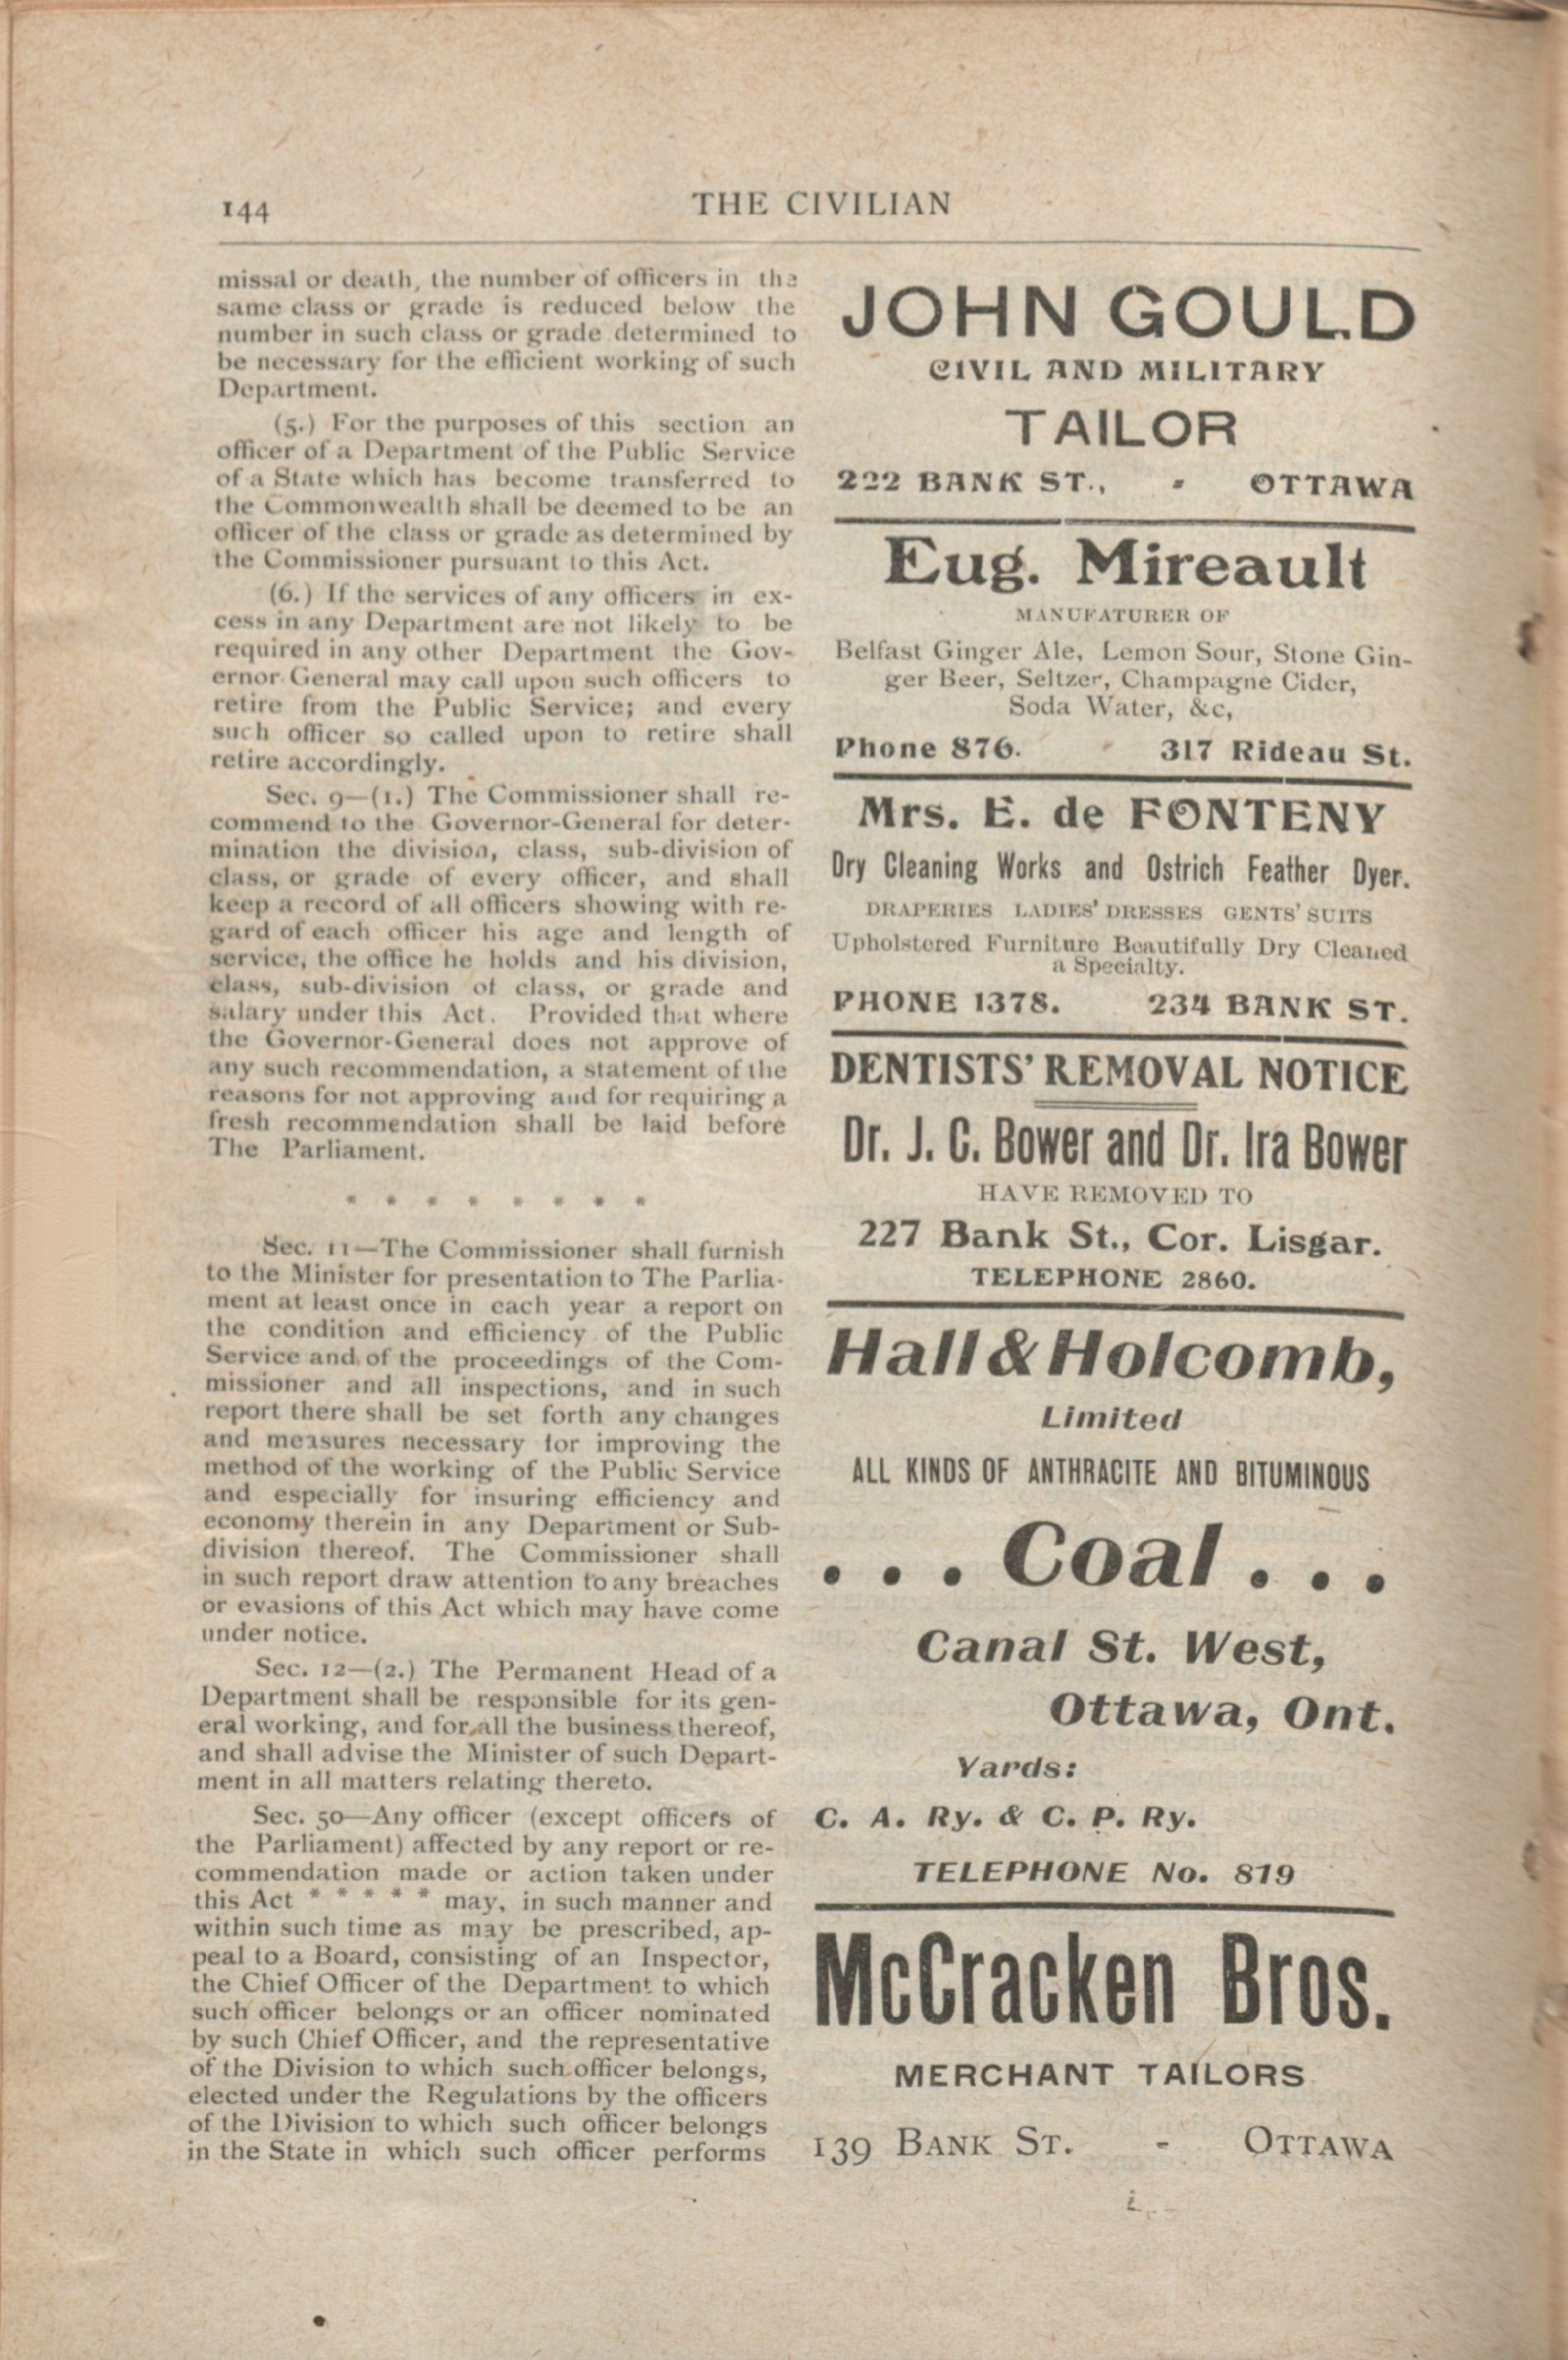 144
THE CIVILIAN
missal or death, the number of officers in the
same class or grade is reduced below the
number in such class or grade determined to
be necessary for the efficient working of such
Department.
(5.) For the purposes of this section an
officer of a Department of the Public Service
of a State which has become transferred to
the Commonwealth shall be deemed to be an
officer of the class or grade as determined by
the Commissioner pursuant to this Act.
(6.) If the services of any officers in ex-
cess in any Department are not likely to be
required in any other Department the Gov-
ernor General may call upon such officers to
retire from the Public Service; and every
such officer so called upon to retire shall
retire accordingly.
Sec. 9—(1.) The Commissioner shall re-
commend to the Governor-General for deter-
mination the division, class, sub-division of
class, or grade of every officer, and shall
keep a record of all officers showing with re-
gard of each officer his age and length of
service, the office he holds and his division,
class, sub-division of class, or grade and
salary under this Act. Provided that where
the Governor-General does not approve of
any such recommendation, a statement of the
reasons for not approving and for requiring a
fresh recommendation shall be laid before
The Parliament.
* * * * * * * *
Sec. 11—The Commissioner shall furnish
to the Minister for presentation to The Parlia-
ment at least once in each year a report on
the condition and efficiency of the Public
Service and of the proceedings of the Com-
missioner and all inspections, and in such
report there shall be set forth any changes
and measures necessary for improving the
method of the working of the Public Service
and especially for insuring efficiency and
economy therein in any Department or Sub-
division thereof. The Commissioner shall
in such report draw attention to any breaches
or evasions of this Act which may have come
under notice.
Sec. 12—(2.) The Permanent Head of a
Department shall be responsible for its gen-
eral working, and for all the business thereof,
and shall advise the Minister of such Depart-
ment in all matters relating thereto.
Sec. 50—Any officer (except officers of
the Parliament) affected by any report or re-
commendation made or action taken under
this Act * * * * * may, in such manner and
within such time as may be prescribed, ap-
peal to a Board, consisting of an Inspector,
the Chief Officer of the Department to which
such officer belongs or an officer nominated
by such Chief Officer, and the representative
of the Division to which such officer belongs,
elected under the Regulations by the officers
of the Division to which such officer belongs
in the State in which such officer performs
JOHN GOULD
CIVIL AND MILITARY
TAILOR
222 BANK ST., - OTTAWA
Eug. Mireault
MANUFATURER OF
Belfast Ginger Ale, Lemon Sour, Stone Gin-
ger Beer, Seltzer, Champagne Cider,
Soda Water, &c,
Phone 876. 317 Rideau St.
Mrs. E. de FONTENY
Dry Cleaning Works and Ostrich Feather Dyer.
DRAPERIES LADIES' DRESSES GENTS' SUITS
Upholstered Furniture Beautifully Dry Cleaned
a Specialty.
PHONE 1378. 234 BANK ST.
DENTISTS' REMOVAL NOTICE
Dr. J. C. Bower and Dr. Ira Bower
HAVE REMOVED TO
227 Bank St., Cor. Lisgar.
TELEPHONE 2860.
Hall & Holcomb,
Limited
ALL KINDS OF ANTHRACITE AND BITUMINOUS
. . . Coal . . .
Canal St. West,
Ottawa, Ont.
Yards:
C. A. Ry. & C. P. Ry.
TELEPHONE No. 819
McCracken Bros.
MERCHANT TAILORS
139 BANK ST. - OTTAWA